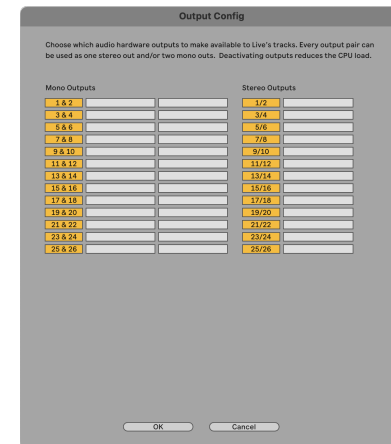 Output Config
Choose which audio hardware outputs to make available to Live's tracks. Every output pair can
be used as one stereo out and/or two mono outs. Deactivating outputs reduces the CPU load.
Mono Outputs Stereo Outputs
1 & 2 1/2
3 & 4 3/4
5 & 6 5/6
7 & 8 7/8
9 & 10 9/10
11 & 12 11/12
13 & 14 13/14
15 & 16 15/16
17 & 18 17/18
19 & 20 19/20
21 & 22 21/22
23 & 24 23/24
25 & 26 25/26
OK Cancel